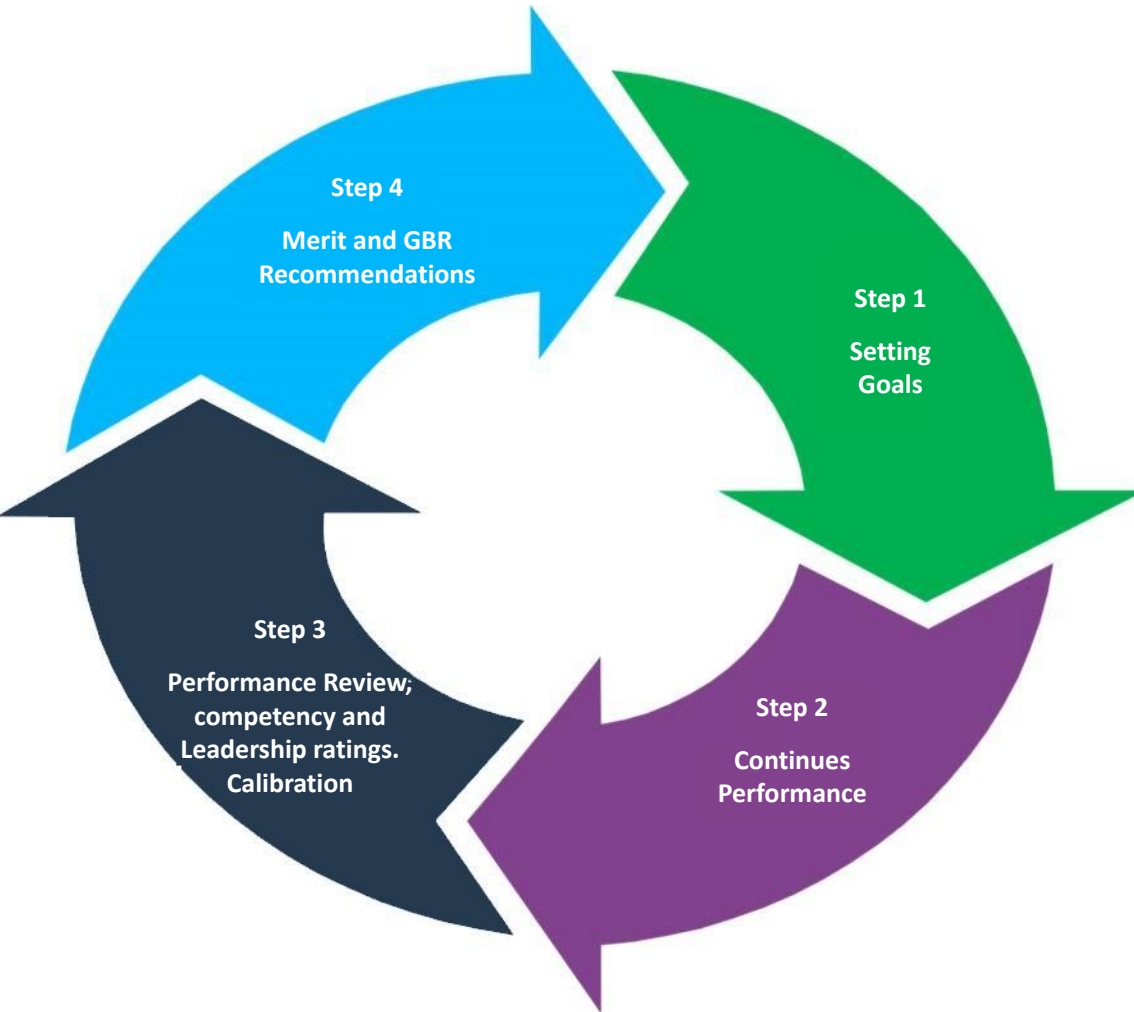 Step 1
Setting
Goals
Step 2
Continues
Performance
Step 3
Performance Review;
competency and
Leadership ratings.
Calibration
Step 4
Merit and GBR
Recommendations